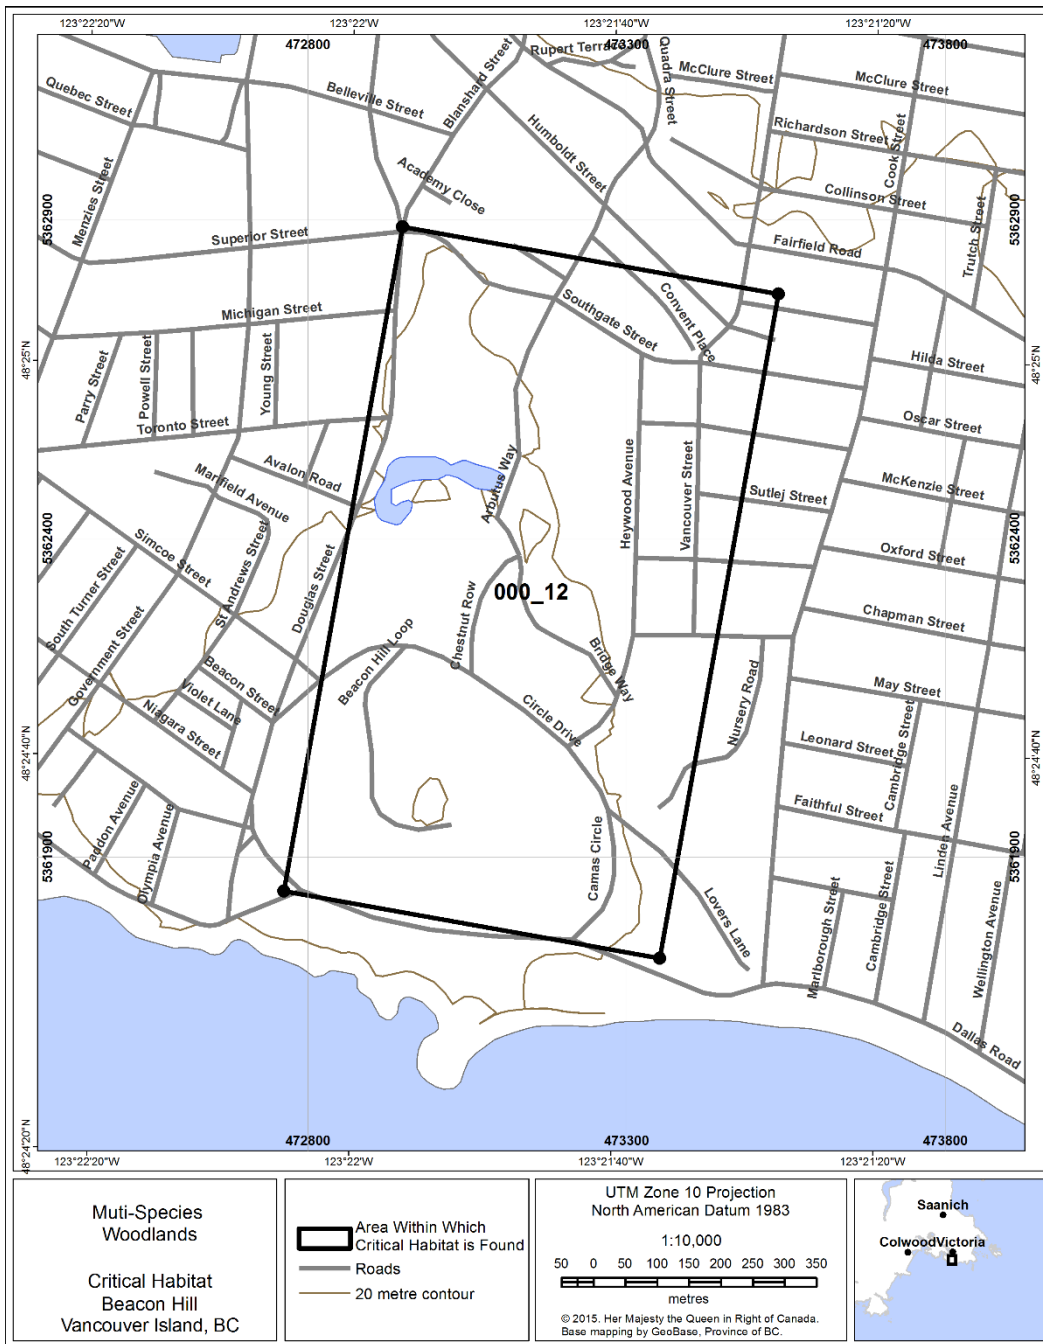 123°22'20"W 123°22'W 123°21'40"W 123°21'20"W
472800 473300 473800
Rupert Terrace
Quadra Street
McClure Street
McClure Street
Quebec Street
Belleville Street
Blanshard Street
Humboldt Street
Richardson Street
Cook Street
Menzies Street
Academy Close
Collinson Street
5362900
5362900
Superior Street
Fairfield Road
Trutch Street
Michigan Street
Southgate Street
Convent Place
48°25'N
48°25'N
Parry Street
Powell Street
Young Street
Hilda Street
Toronto Street
Oscar Street
Avalon Road
Marifield Avenue
Arbutus Way
Heywood Avenue
Vancouver Street
Sutlej Street
McKenzie Street
5362400
5362400
Simcoe Street
St Andrews Street
Douglas Street
Oxford Street
South Turner Street
000_12
Chapman Street
Government Street
Beacon Hill Loop
Chestnut Row
Bridge Way
Beacon Street
Violet Lane
Niagara Street
Circle Drive
Nursery Road
May Street
48°24'40"N
48°24'40"N
Leonard Street
Cambridge Street
Faithful Street
Paddon Avenue
Olympia Avenue
5361900
5361900
Camas Circle
Lovers Lane
Linden Avenue
Marlborough Street
Cambridge Street
Wellington Avenue
Dallas Road
48°24'20"N
472800 473300 473800
123°22'20"W 123°22'W 123°21'40"W 123°21'20"W
Muti-Species
Woodlands
Critical Habitat
Beacon Hill
Vancouver Island, BC
Area Within Which
Critical Habitat is Found
Roads
20 metre contour
UTM Zone 10 Projection
North American Datum 1983
1:10,000
50 0 50 100 150 200 250 300 350
metres
© 2015. Her Majesty the Queen in Right of Canada.
Base mapping by GeoBase, Province of BC.
Saanich
Colwood
Victoria